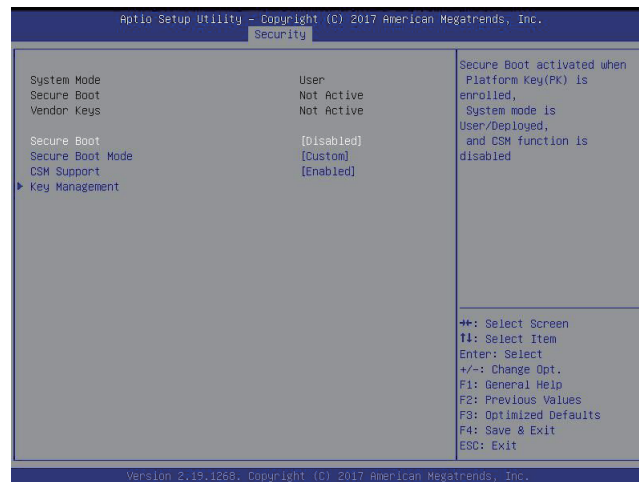 Aptio Setup Utility – Copyright (C) 2017 American Megatrends, Inc.
Security
System Mode User
Secure Boot Not Active
Vendor Keys Not Active
Secure Boot [Disabled]
Secure Boot Mode [Custom]
CSM Support [Enabled]
Key Management
Secure Boot activated when
Platform Key(PK) is
enrolled,
System mode is
User/Deployed,
and CSM function is
disabled
→←: Select Screen
↑↓: Select Item
Enter: Select
+/-: Change Opt.
F1: General Help
F2: Previous Values
F3: Optimized Defaults
F4: Save & Exit
ESC: Exit
Version 2.19.1268. Copyright (C) 2017 American Megatrends, Inc.